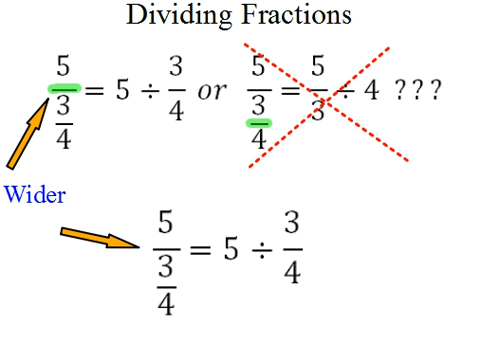 Dividing Fractions
5/(3/4) = 5 ÷ 3/4 or (5/3)/4 = 5/3 ÷ 4 ???
Wider
5/(3/4) = 5 ÷ 3/4